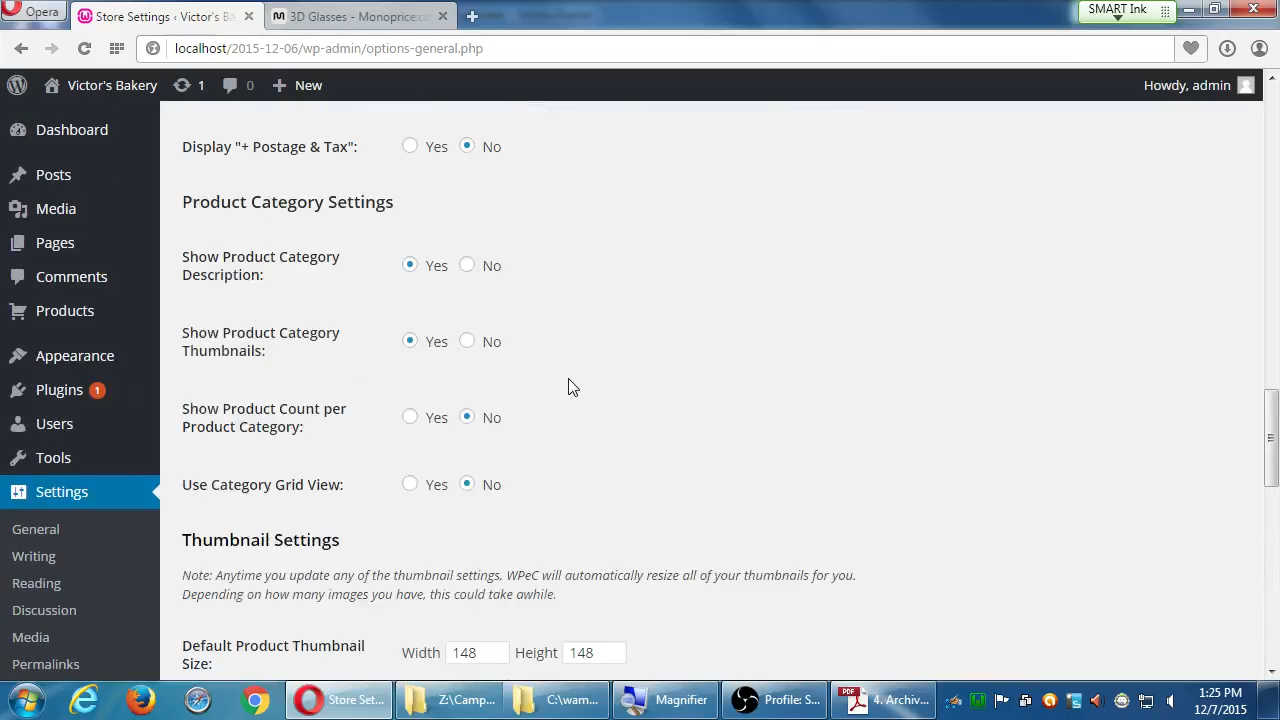 Opera
Store Settings ‹ Victor's Ba
3D Glasses - Monoprice.co
SMART Ink
localhost/2015-12-06/wp-admin/options-general.php
Victor's Bakery
1
0
New
Howdy, admin
Dashboard
Posts
Media
Pages
Comments
Products
Appearance
Plugins 1
Users
Tools
Settings
General
Writing
Reading
Discussion
Media
Permalinks
Display "+ Postage & Tax": Yes No
Product Category Settings
Show Product Category
Description:
Yes No
Show Product Category
Thumbnails:
Yes No
Show Product Count per
Product Category:
Yes No
Use Category Grid View: Yes No
Thumbnail Settings
Note: Anytime you update any of the thumbnail settings, WPeC will automatically resize all of your thumbnails for you.
Depending on how many images you have, this could take awhile.
Default Product Thumbnail
Size:
Width 148 Height 148
Store Set...
Z:\Camp...
C:\wam...
Magnifier
Profile: S...
PDF
4. Archiv...
1:25 PM
12/7/2015